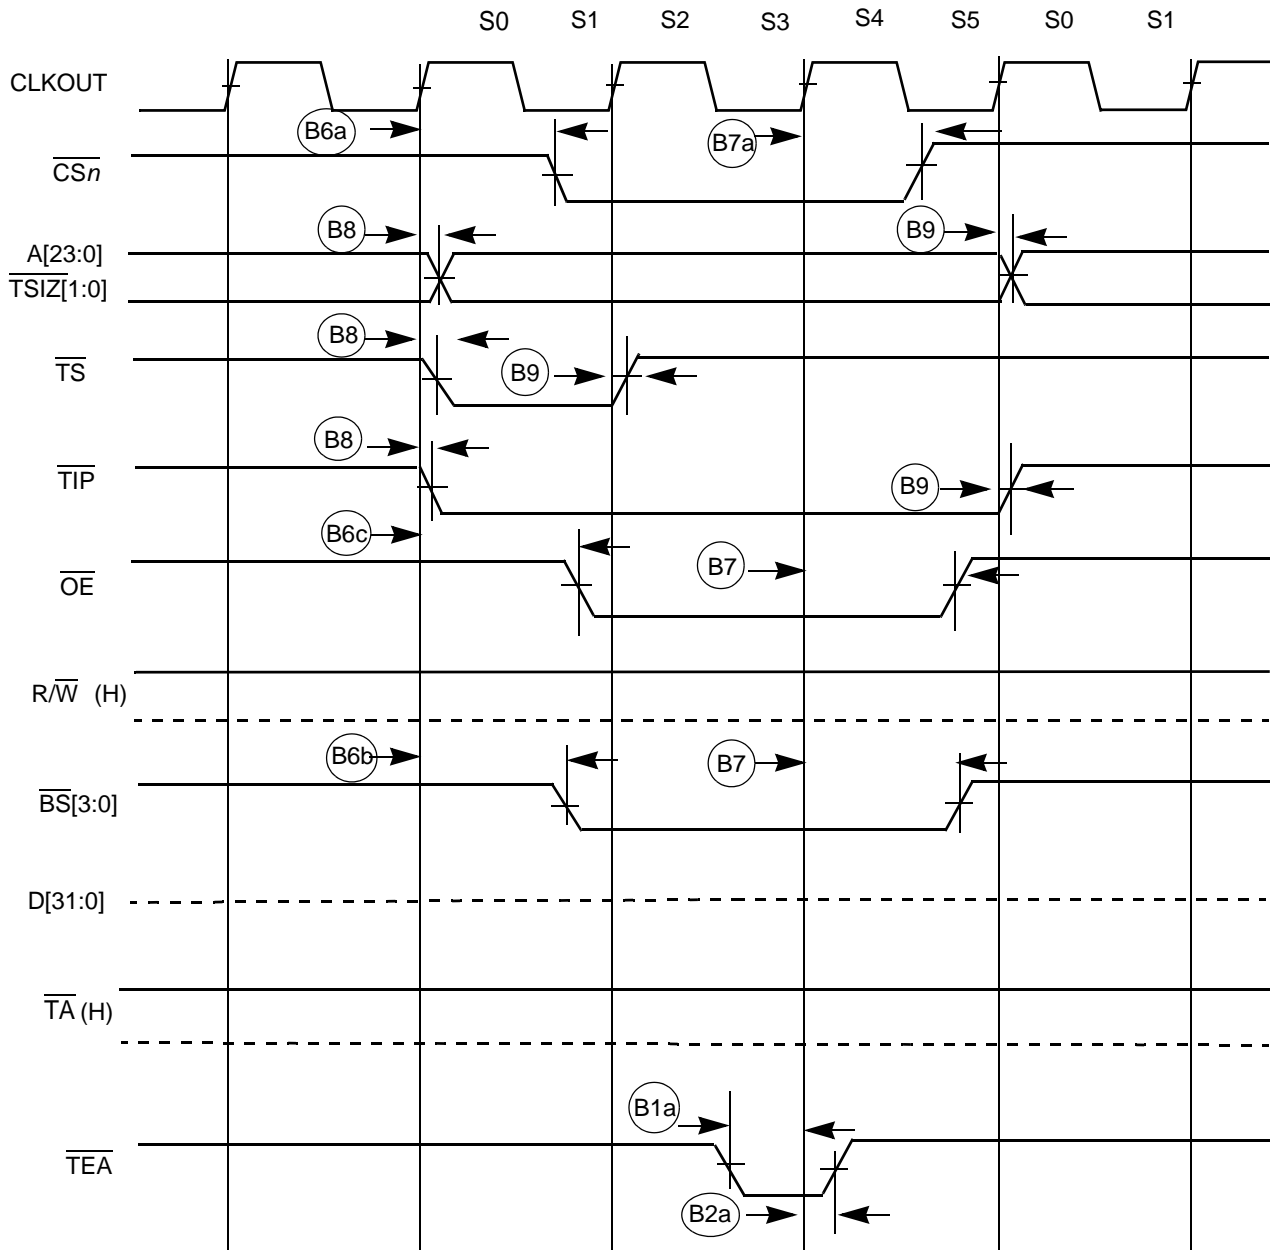 S0 S1 S2 S3 S4 S5 S0 S1
CLKOUT
B6a B7a
CSn
B8 B9
A[23:0]
TSIZ[1:0]
B8
TS B9
B8
TIP B9
B6c
OE B7
R/W (H)
B6b B7
BS[3:0]
D[31:0]
TA (H)
B1a
TEA
B2a